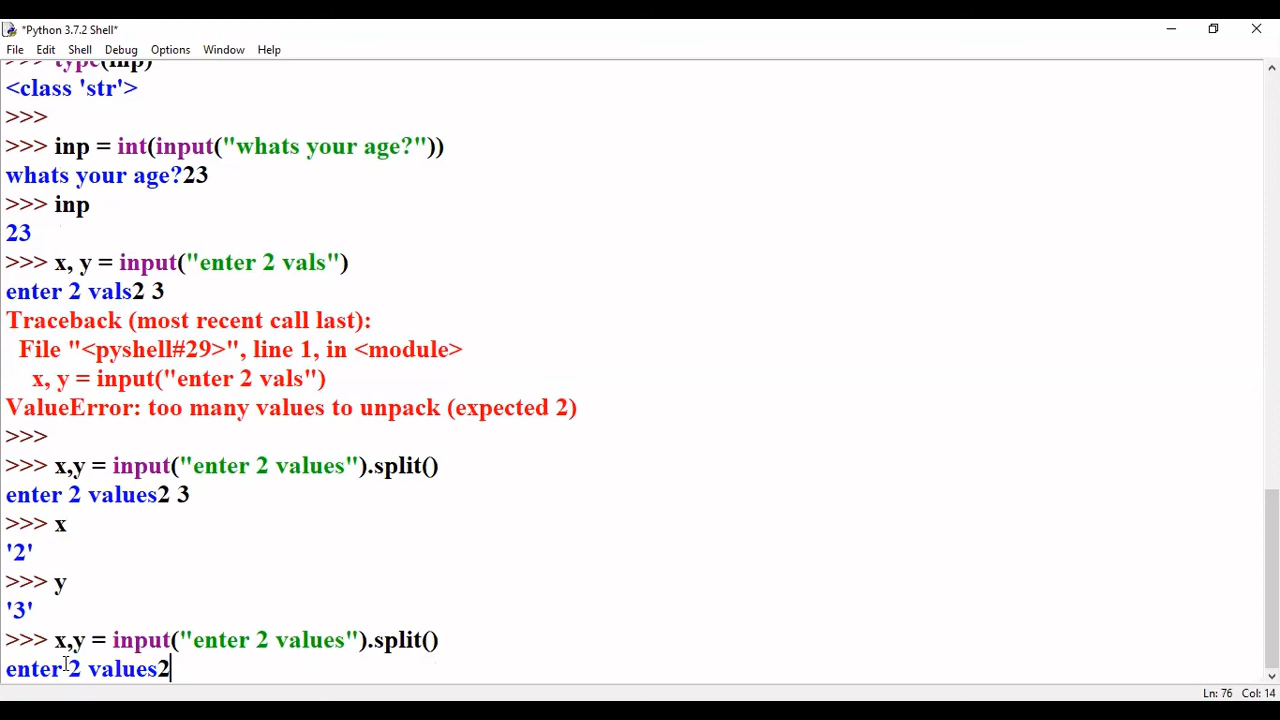 *Python 3.7.2 Shell*
File Edit Shell Debug Options Window Help
>>> type(inp)
<class 'str'>
>>>
>>> inp = int(input("whats your age?"))
whats your age?23
>>> inp
23
>>> x, y = input("enter 2 vals")
enter 2 vals2 3
Traceback (most recent call last):
  File "<pyshell#29>", line 1, in <module>
    x, y = input("enter 2 vals")
ValueError: too many values to unpack (expected 2)
>>>
>>> x,y = input("enter 2 values").split()
enter 2 values2 3
>>> x
'2'
>>> y
'3'
>>> x,y = input("enter 2 values").split()
enter 2 values2
Ln: 76 Col: 14